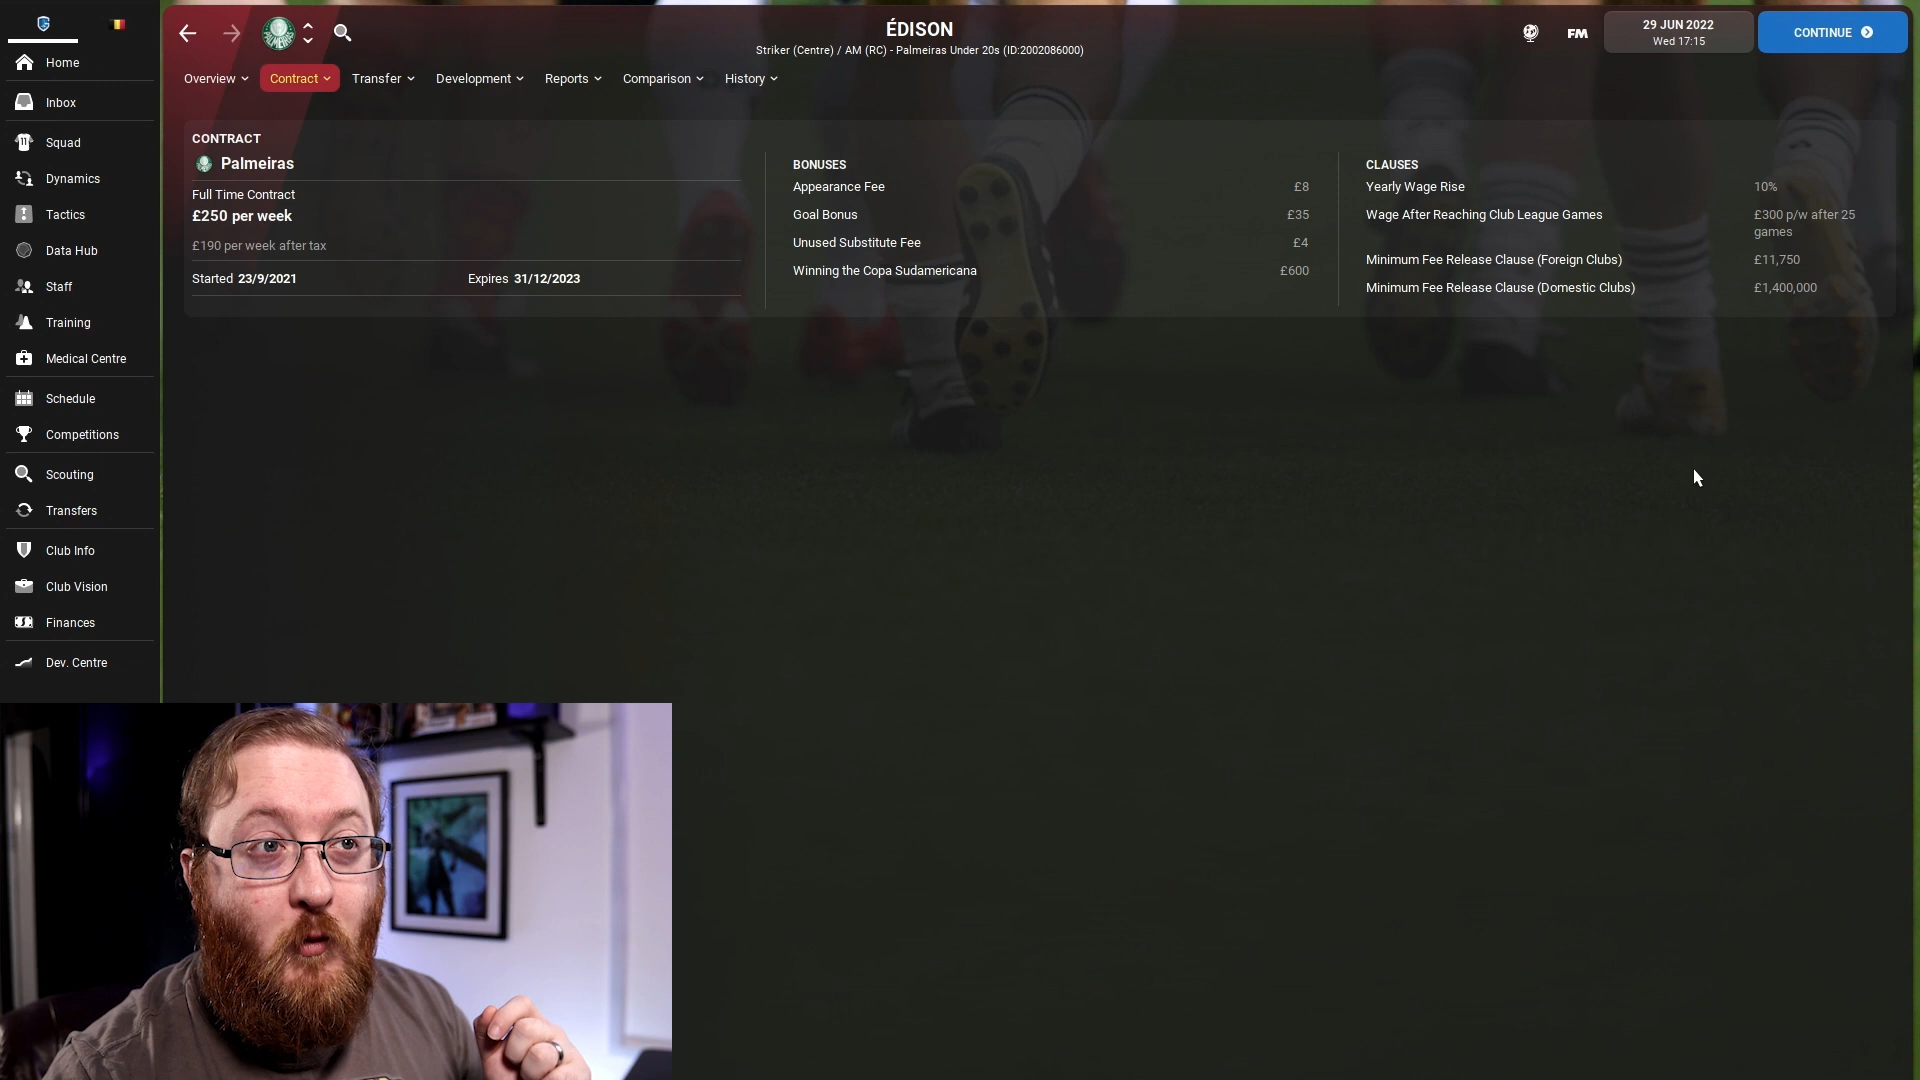 ÉDISON
Striker (Centre) / AM (RC) - Palmeiras Under 20s (ID:2002086000)
FM
29 JUN 2022
Wed 17:15
CONTINUE
Overview
Contract
Transfer
Development
Reports
Comparison
History
Home
Inbox
Squad
Dynamics
Tactics
Data Hub
Staff
Training
Medical Centre
Schedule
Competitions
Scouting
Transfers
Club Info
Club Vision
Finances
Dev. Centre
CONTRACT
Palmeiras
Full Time Contract
£250 per week
£190 per week after tax
Started 23/9/2021 Expires 31/12/2023
BONUSES
Appearance Fee £8
Goal Bonus £35
Unused Substitute Fee £4
Winning the Copa Sudamericana £600
CLAUSES
Yearly Wage Rise 10%
Wage After Reaching Club League Games £300 p/w after 25
games
Minimum Fee Release Clause (Foreign Clubs) £11,750
Minimum Fee Release Clause (Domestic Clubs) £1,400,000